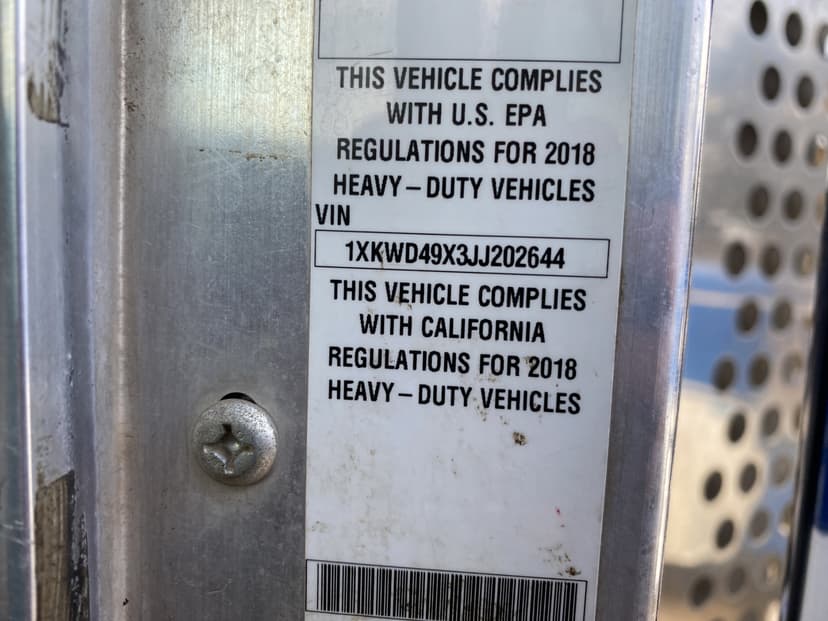 THIS VEHICLE COMPLIES
WITH U.S. EPA
REGULATIONS FOR 2018
HEAVY – DUTY VEHICLES
VIN
1XKWD49X3JJ202644
THIS VEHICLE COMPLIES
WITH CALIFORNIA
REGULATIONS FOR 2018
HEAVY – DUTY VEHICLES